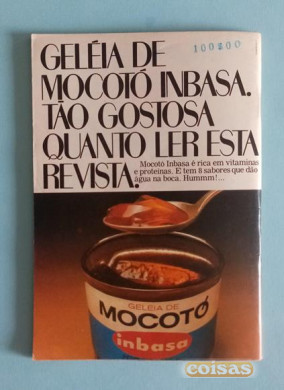 100400
GELÉIA DE
MOCOTÓ INBASA.
TÃO GOSTOSA
QUANTO LER ESTA
REVISTA.
Mocotó Inbasa é rica em vitaminas
e proteínas. E tem 8 sabores que dão
água na boca. Hummm!...
GELÉIA DE
MOCOTÓ
inbasa
coisas